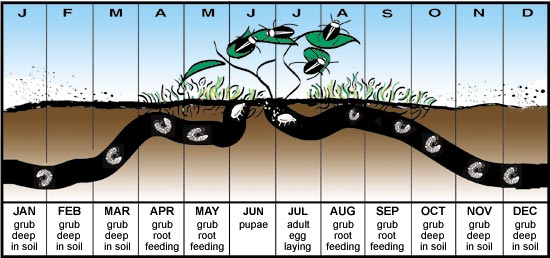 J F M A M J J A S O N D
JAN FEB MAR APR MAY JUN JUL AUG SEP OCT NOV DEC
grub grub grub grub grub pupae adult grub grub grub grub grub
deep deep deep root root egg root root deep deep deep
in soil in soil in soil feeding feeding laying feeding feeding in soil in soil in soil